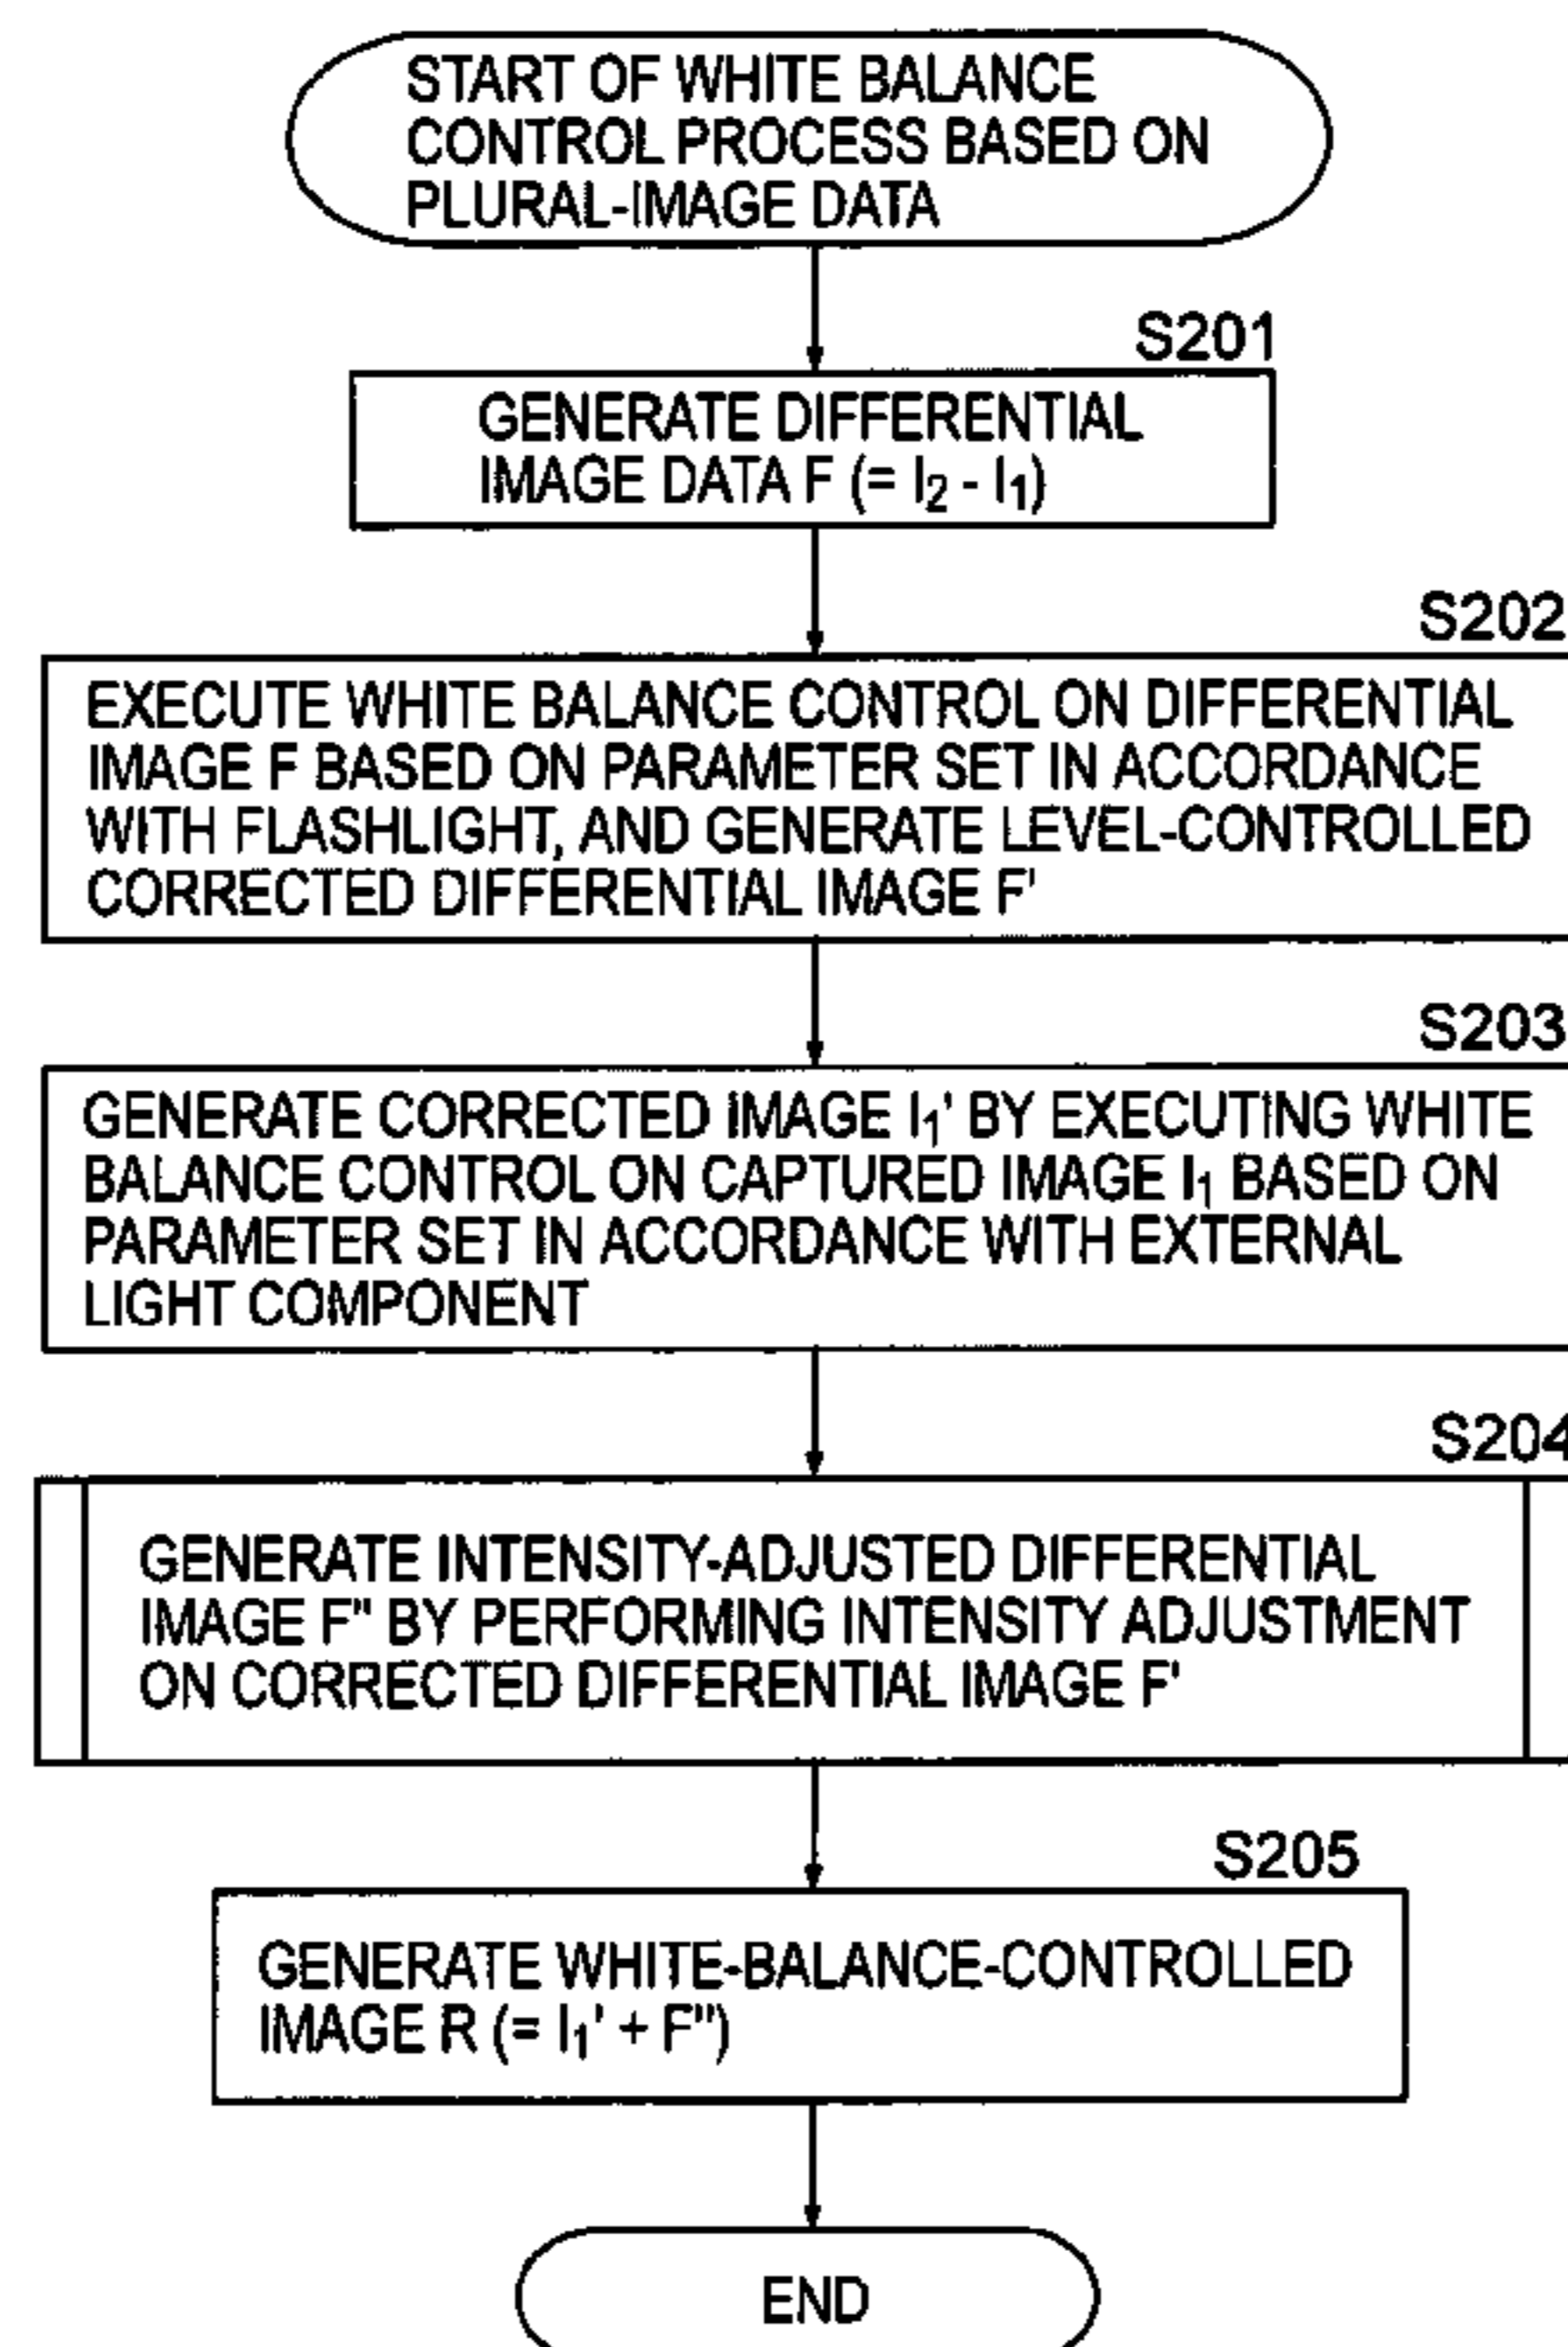 START OF WHITE BALANCE
CONTROL PROCESS BASED ON
PLURAL-IMAGE DATA
S201
GENERATE DIFFERENTIAL
IMAGE DATA F (= I₂ - I₁)
S202
EXECUTE WHITE BALANCE CONTROL ON DIFFERENTIAL
IMAGE F BASED ON PARAMETER SET IN ACCORDANCE
WITH FLASHLIGHT, AND GENERATE LEVEL-CONTROLLED
CORRECTED DIFFERENTIAL IMAGE F'
S203
GENERATE CORRECTED IMAGE I₁' BY EXECUTING WHITE
BALANCE CONTROL ON CAPTURED IMAGE I₁ BASED ON
PARAMETER SET IN ACCORDANCE WITH EXTERNAL
LIGHT COMPONENT
S204
GENERATE INTENSITY-ADJUSTED DIFFERENTIAL
IMAGE F" BY PERFORMING INTENSITY ADJUSTMENT
ON CORRECTED DIFFERENTIAL IMAGE F'
S205
GENERATE WHITE-BALANCE-CONTROLLED
IMAGE R (= I₁' + F")
END